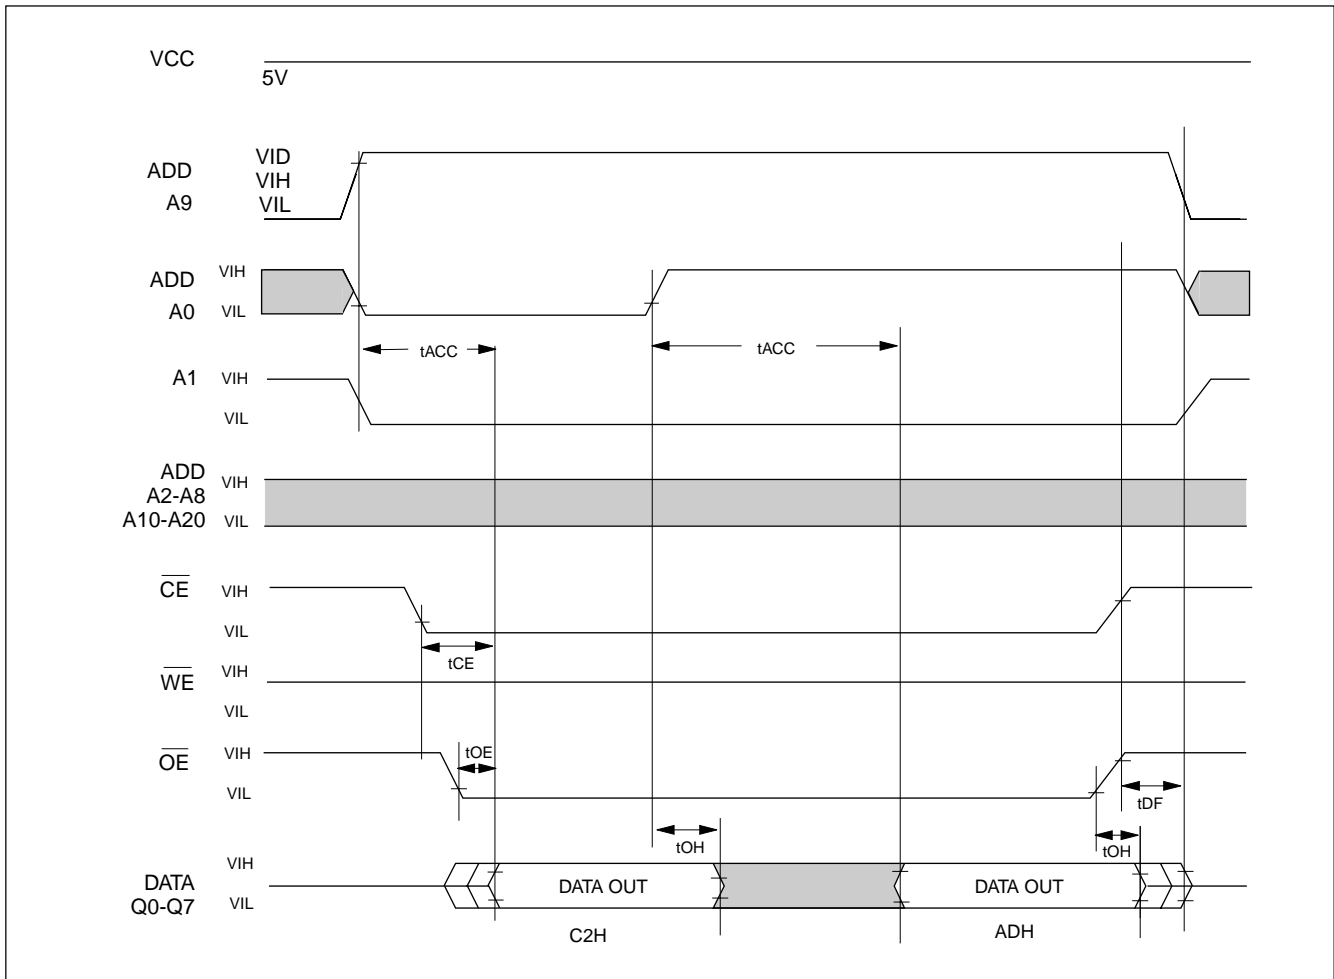 VCC
5V
ADD
A9
VID
VIH
VIL
ADD
A0
VIH
VIL
tACC
tACC
A1
VIH
VIL
ADD
A2-A8
A10-A20
VIH
VIL
CE
VIH
VIL
tCE
WE
VIH
VIL
OE
VIH
VIL
tOE
tDF
tOH
tOH
DATA
Q0-Q7
VIH
VIL
DATA OUT
DATA OUT
C2H
ADH